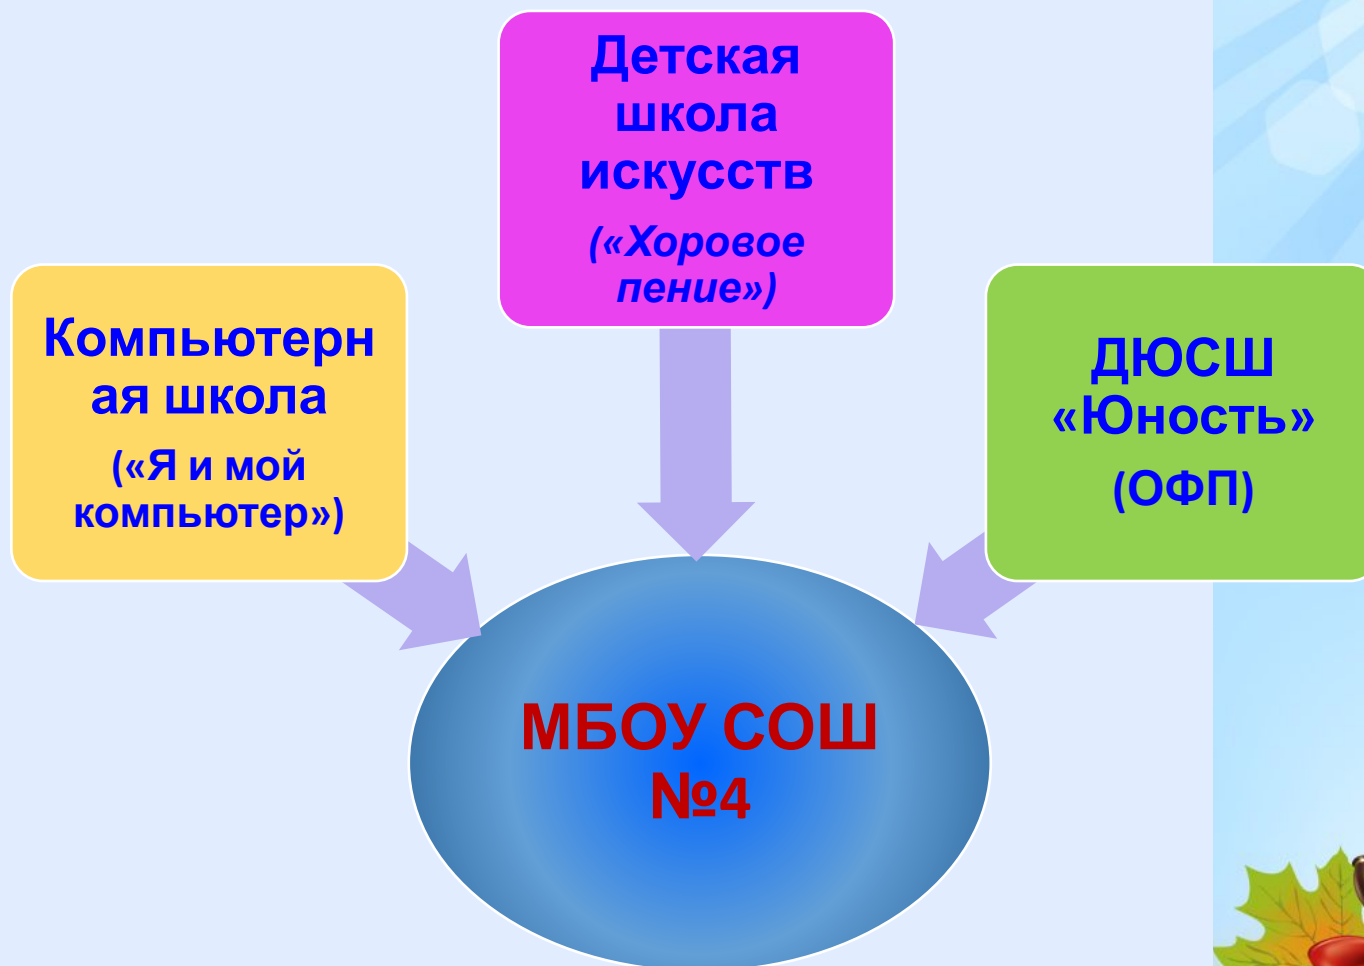 Детская
школа
искусств
(«Хоровое
пение»)
Компьютерн
ая школа
(«Я и мой
компьютер»)
ДЮСШ
«Юность»
(ОФП)
МБОУ СОШ
№4